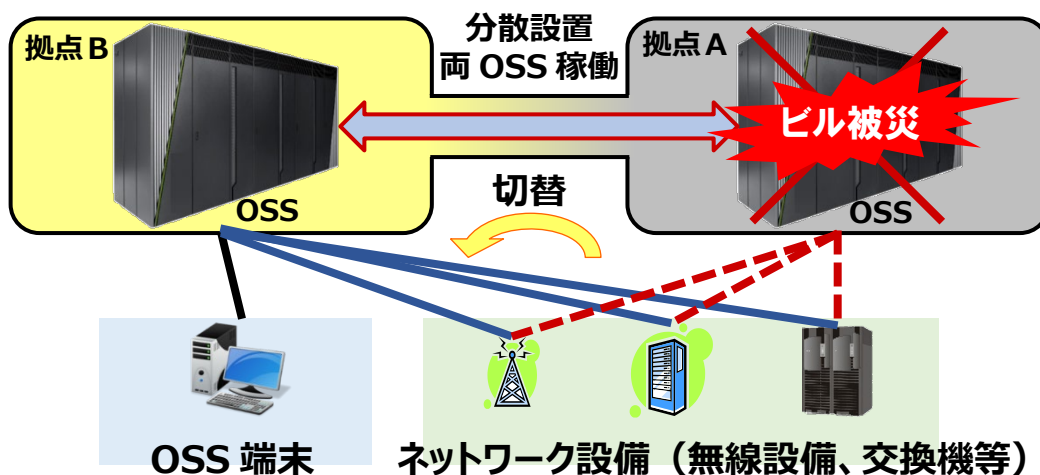 分散設置
両 OSS 稼働
拠点 B
拠点 A
ビル被災
OSS
OSS
切替
OSS 端末
ネットワーク設備（無線設備、交換機等）